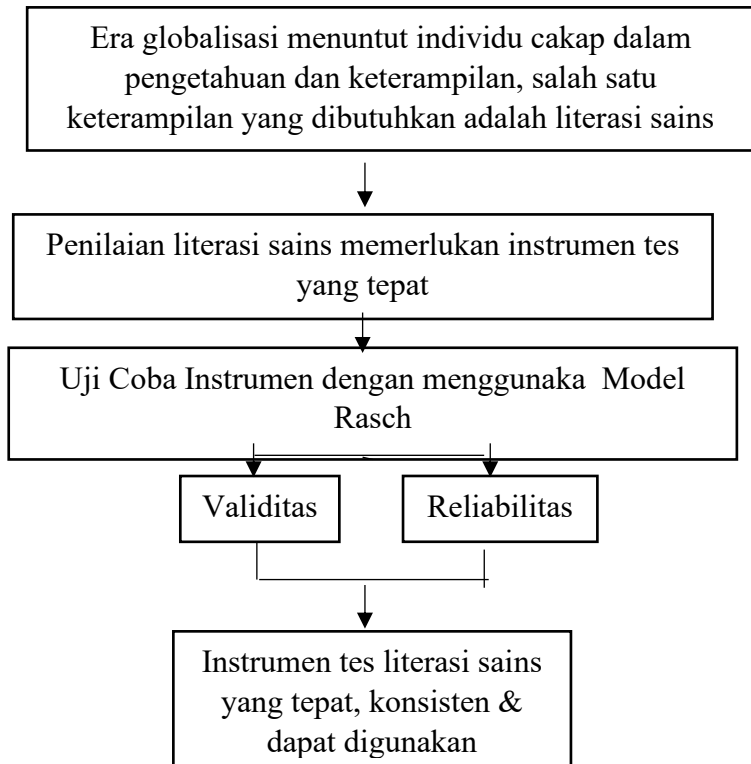 Era globalisasi menuntut individu cakap dalam
pengetahuan dan keterampilan, salah satu
keterampilan yang dibutuhkan adalah literasi sains
Penilaian literasi sains memerlukan instrumen tes
yang tepat
Uji Coba Instrumen dengan menggunaka  Model
Rasch
Validitas
Reliabilitas
Instrumen tes literasi sains
yang tepat, konsisten &
dapat digunakan